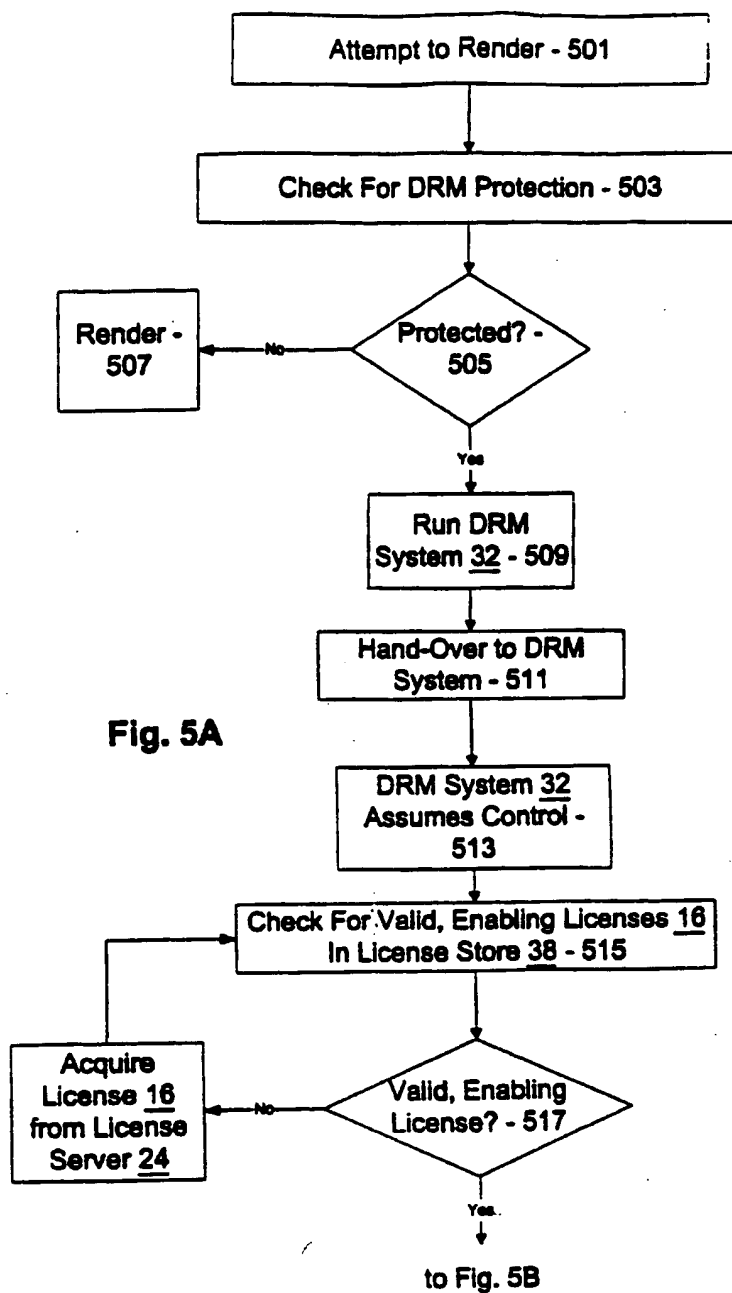 Attempt to Render - 501
Check For DRM Protection - 503
Protected? -
505
Render -
507
No
Yes
Run DRM
System 32 - 509
Hand-Over to DRM
System - 511
Fig. 5A
DRM System 32
Assumes Control -
513
Check For Valid, Enabling Licenses 16
In License Store 38 - 515
Acquire
License 16
from License
Server 24
No
Valid, Enabling
License? - 517
Yes
to Fig. 5B